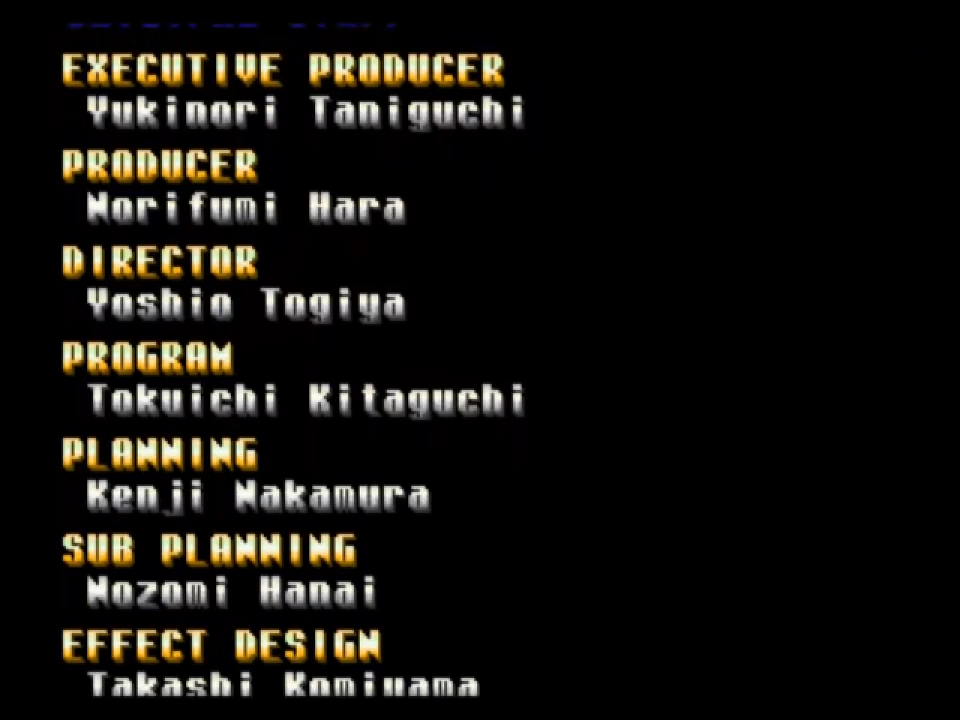 EXECUTIVE PRODUCER
Yukinori Taniguchi
PRODUCER
Norifumi Hara
DIRECTOR
Yoshio Togiya
PROGRAM
Tokuichi Kitaguchi
PLANNING
Kenji Nakamura
SUB PLANNING
Nozomi Hanai
EFFECT DESIGN
Takashi Komiyama